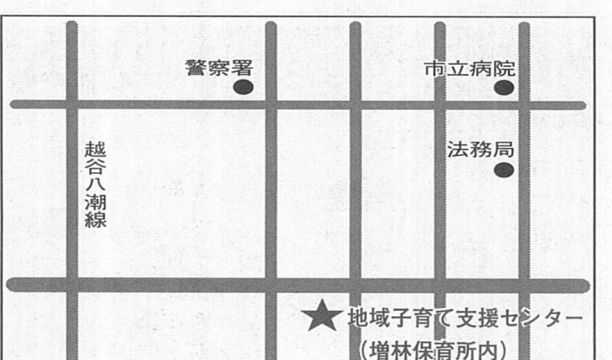 警察署
市立病院
法務局
越谷八潮線
地域子育て支援センター
(増林保育所内)